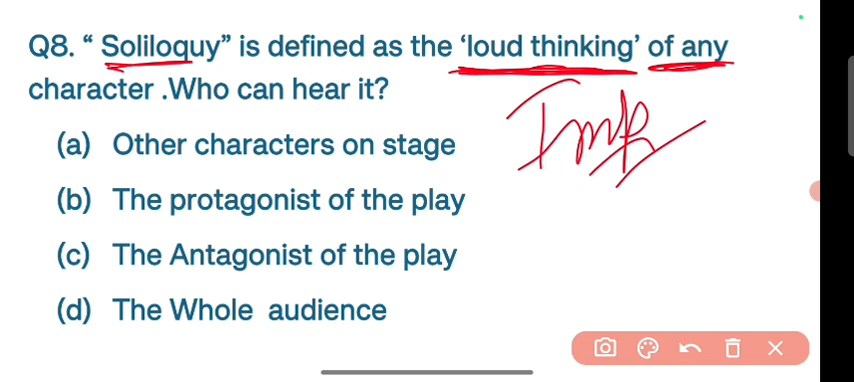 Q8. “ Soliloquy” is defined as the ‘loud thinking’ of any
character .Who can hear it?
Imp
(a) Other characters on stage
(b) The protagonist of the play
(c) The Antagonist of the play
(d) The Whole audience